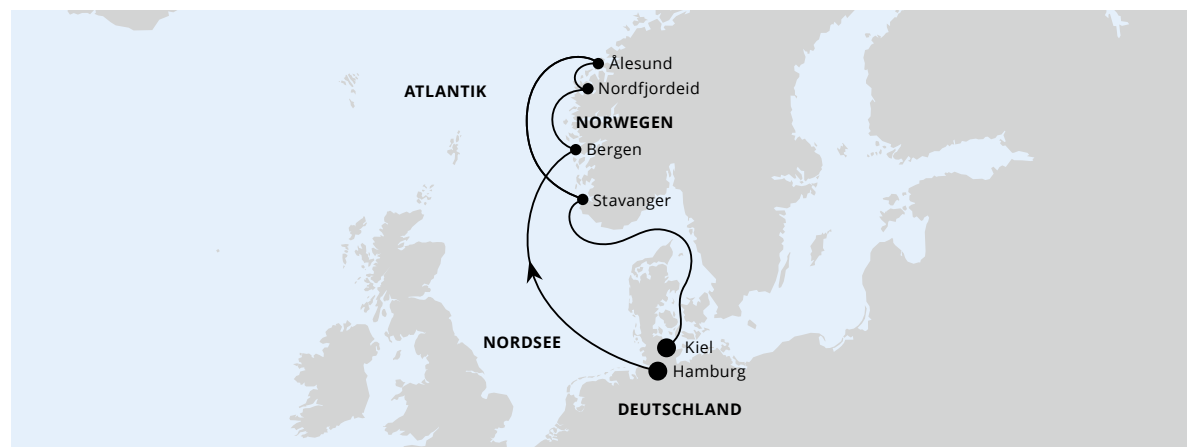 Ålesund
ATLANTIK
Nordfjordeid
NORWEGEN
Bergen
Stavanger
NORDSEE
Kiel
Hamburg
DEUTSCHLAND